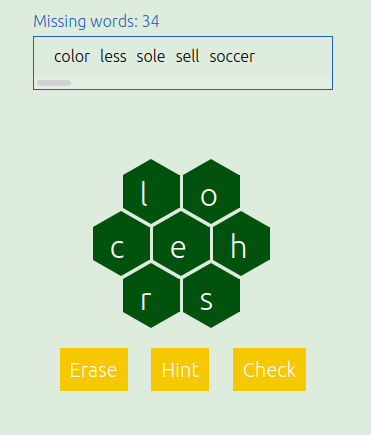 Missing words: 34
color less sole sell soccer
l o
c e h
r s
Erase Hint Check